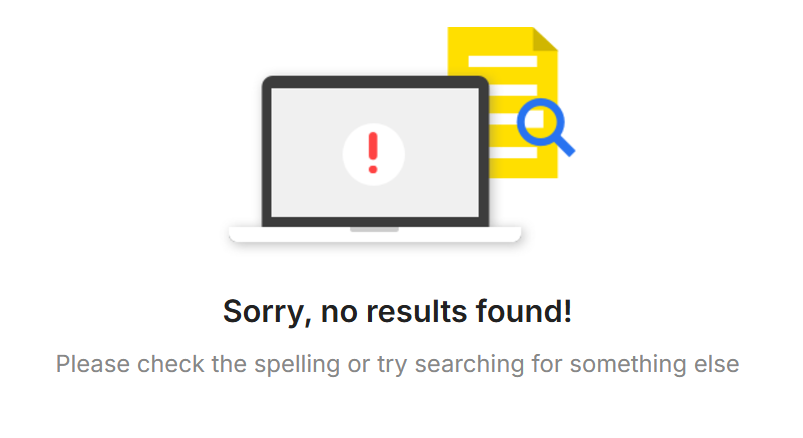 Sorry, no results found!
Please check the spelling or try searching for something else